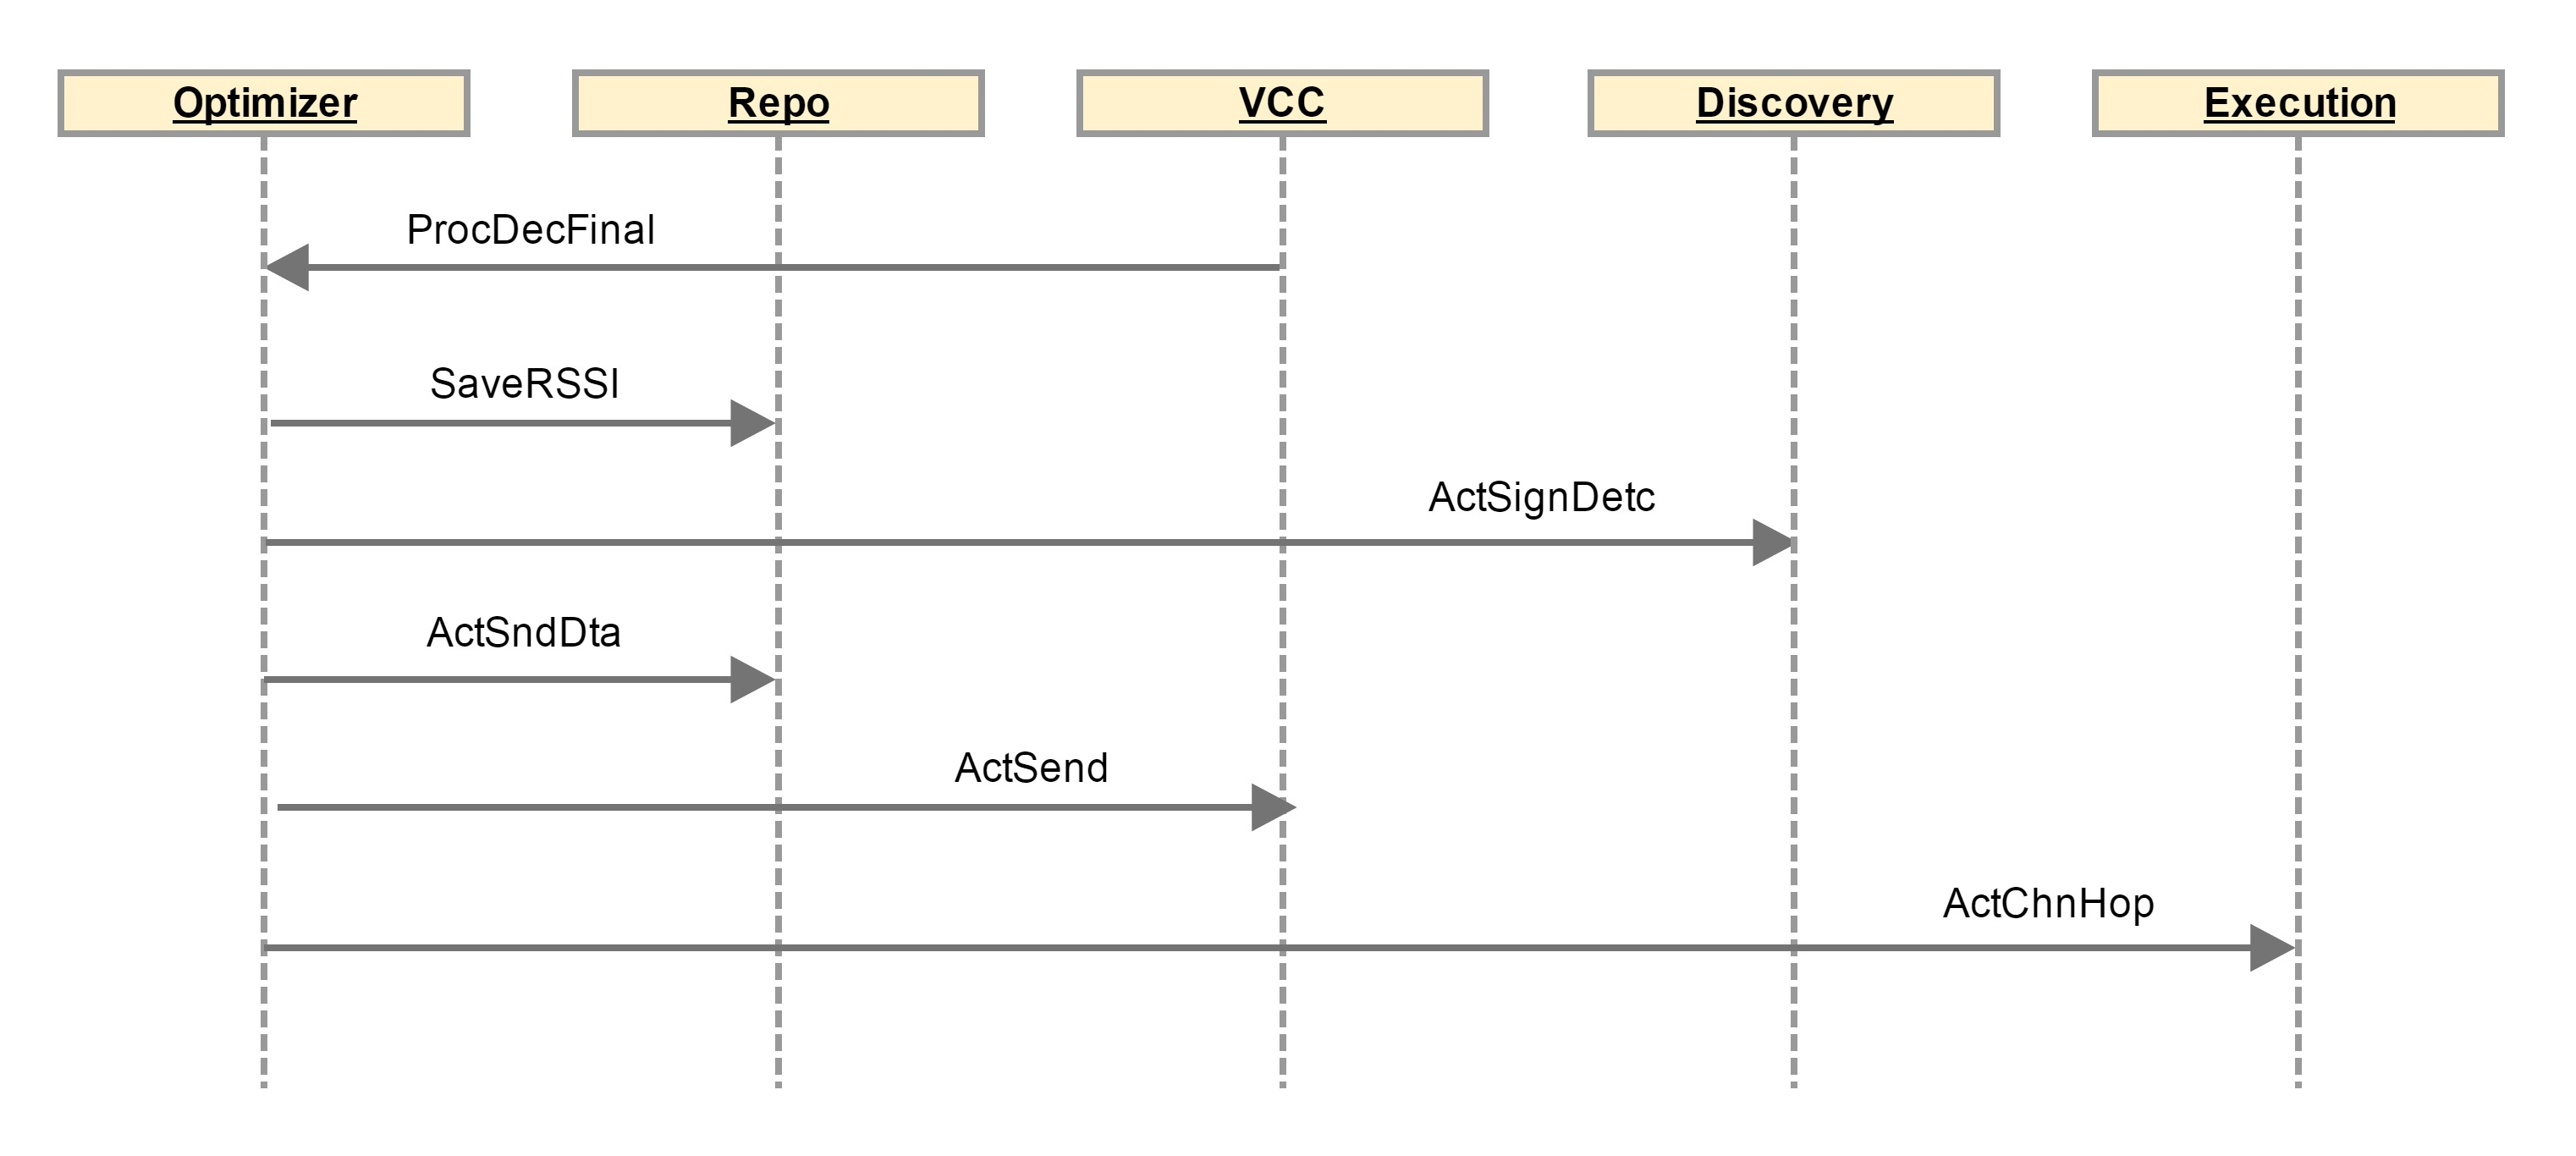 Optimizer
Repo
VCC
Discovery
Execution
ProcDecFinal
SaveRSSI
ActSignDetc
ActSndDta
ActSend
ActChnHop